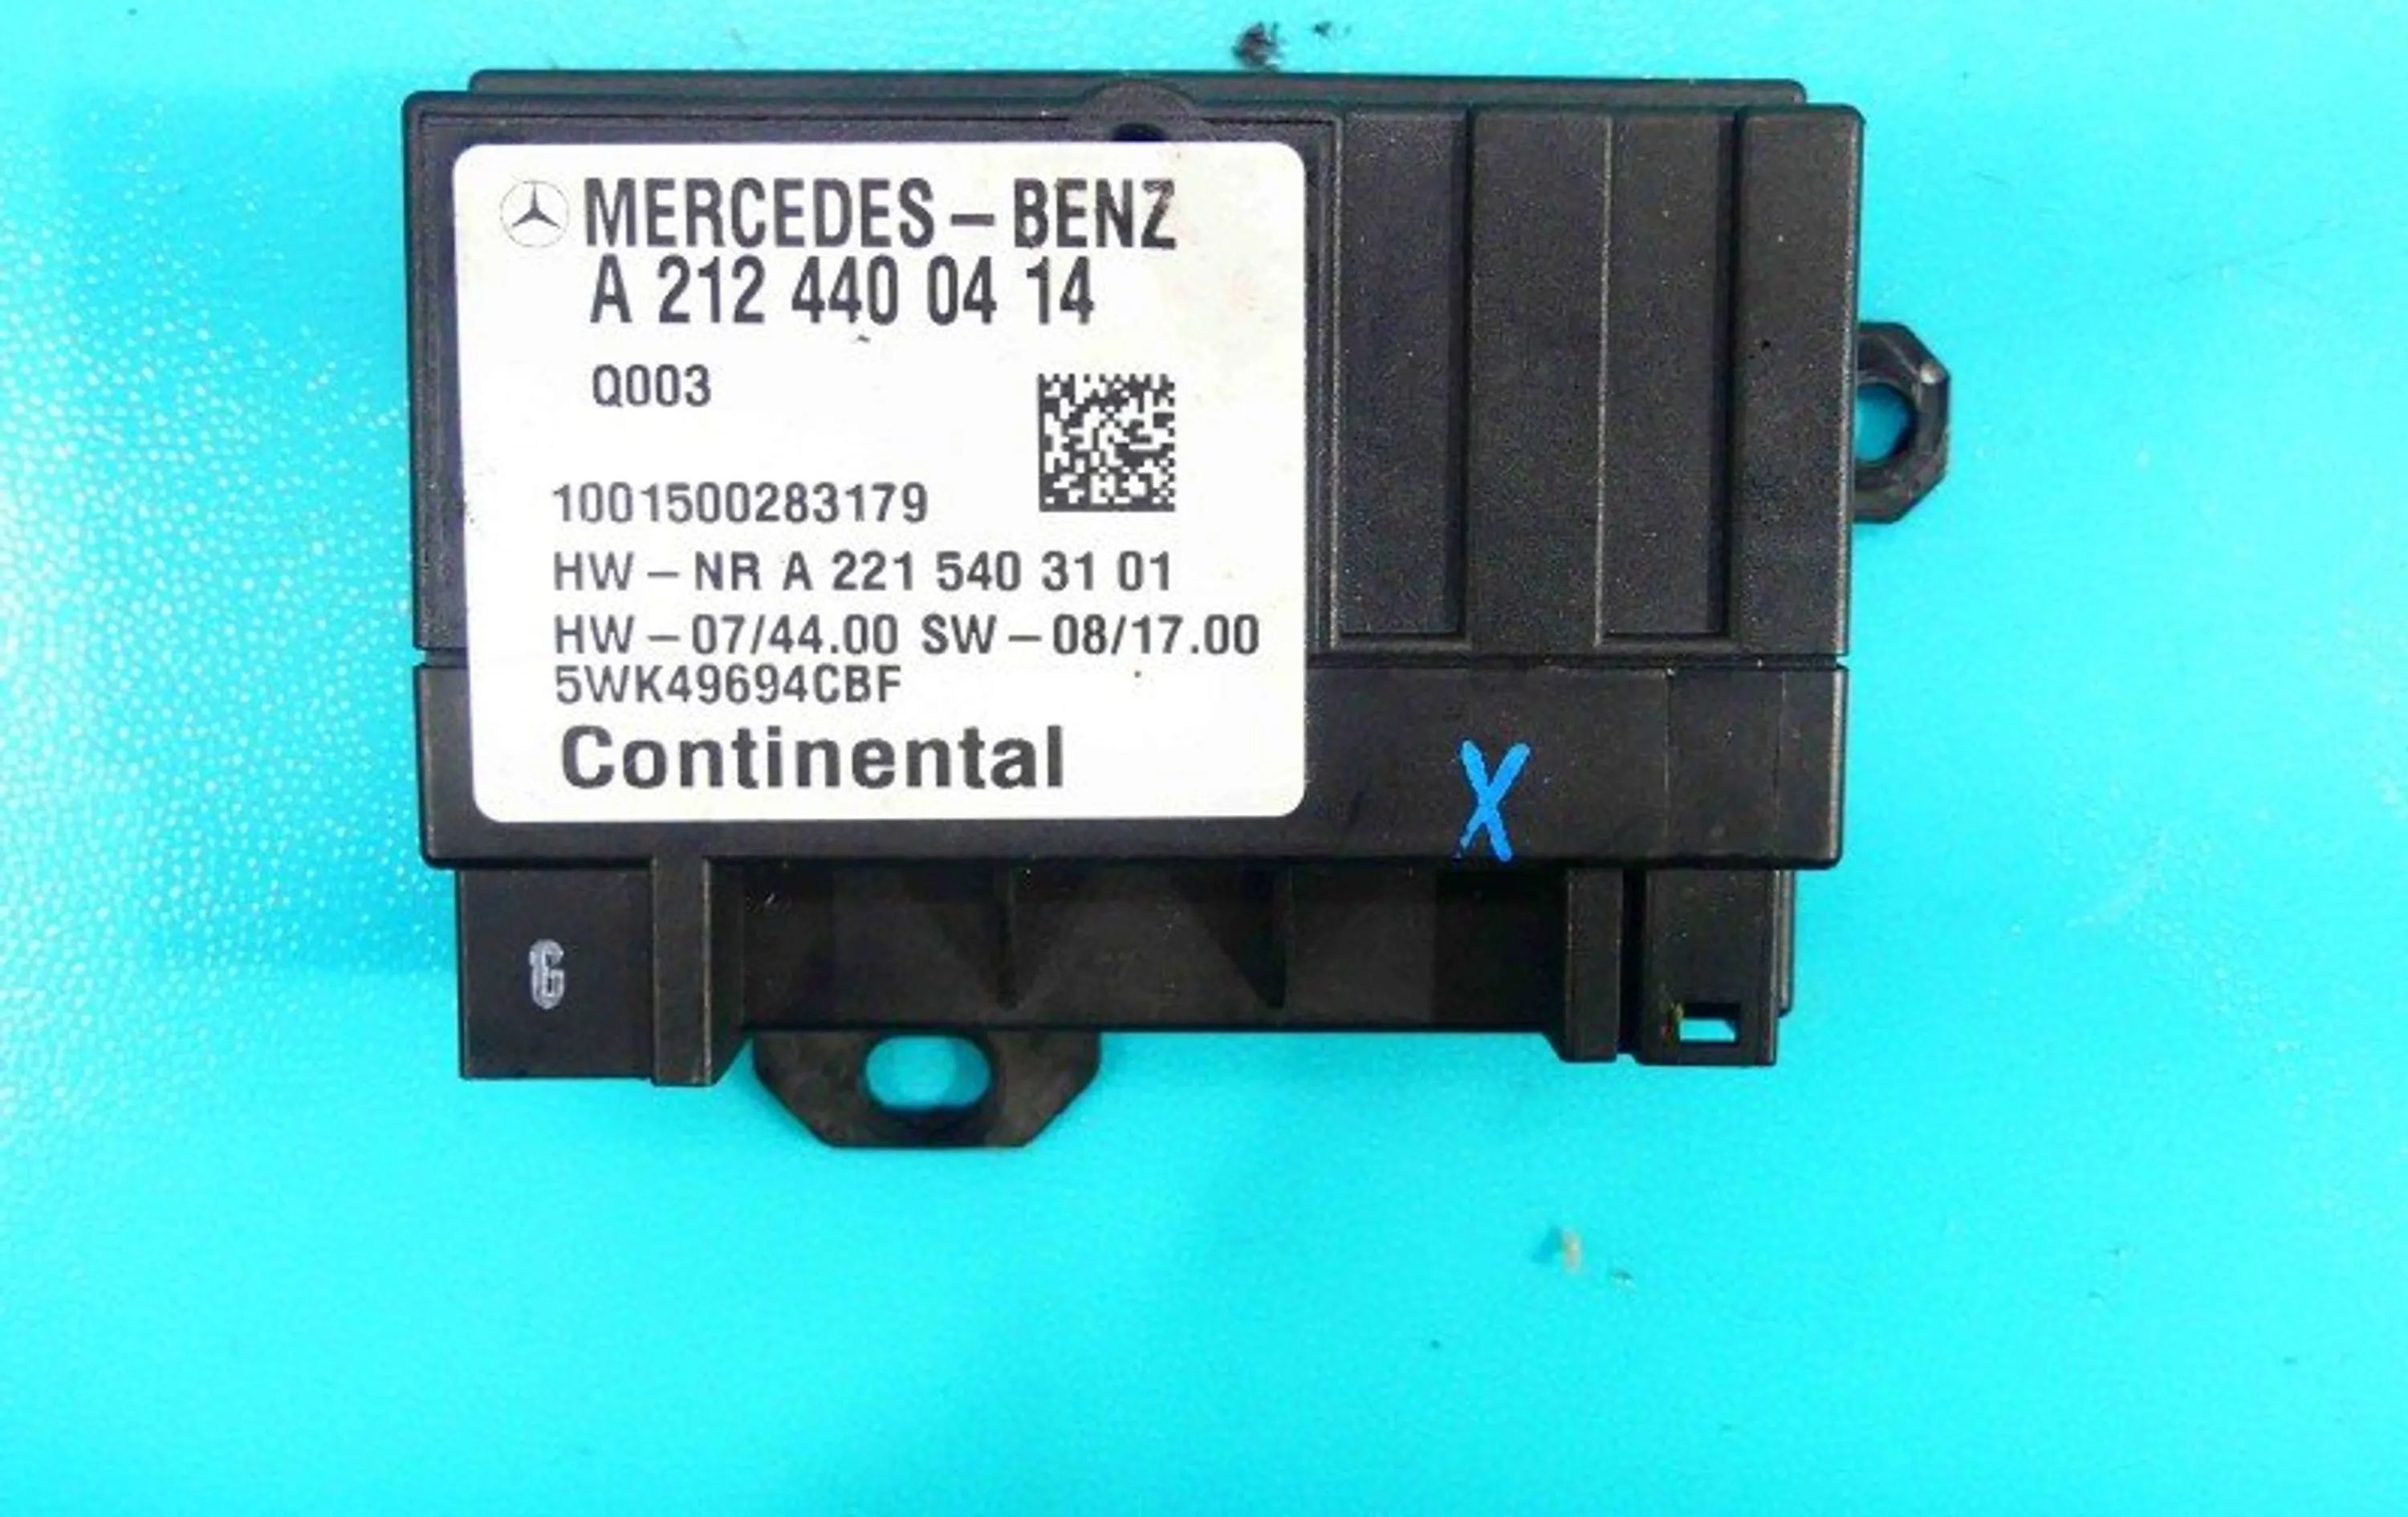 MERCEDES – BENZ
A 212 440 04 14
Q003
1001500283179
HW – NR A 221 540 31 01
HW – 07/44.00 SW – 08/17.00
5WK49694CBF
Continental
X